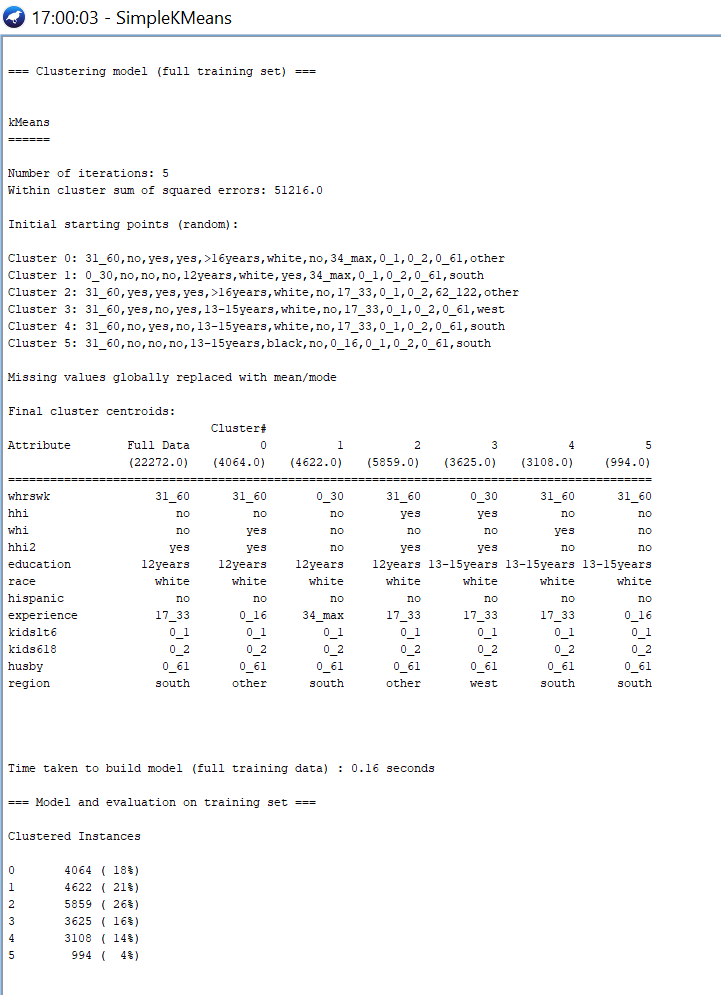 17:00:03 - SimpleKMeans
=== Clustering model (full training set) ===
kMeans
======
Number of iterations: 5
Within cluster sum of squared errors: 51216.0
Initial starting points (random):
Cluster 0: 31_60,no,yes,yes,>16years,white,no,34_max,0_1,0_2,0_61,other
Cluster 1: 0_30,no,no,no,12years,white,yes,34_max,0_1,0_2,0_61,south
Cluster 2: 31_60,yes,yes,yes,>16years,white,no,17_33,0_1,0_2,62_122,other
Cluster 3: 31_60,yes,no,yes,13-15years,white,no,17_33,0_1,0_2,0_61,west
Cluster 4: 31_60,no,yes,no,13-15years,white,no,17_33,0_1,0_2,0_61,south
Cluster 5: 31_60,no,no,no,13-15years,black,no,0_16,0_1,0_2,0_61,south
Missing values globally replaced with mean/mode
Final cluster centroids:
Cluster#
Attribute Full Data 0 1 2 3 4 5
(22272.0) (4064.0) (4622.0) (5859.0) (3625.0) (3108.0) (994.0)
====================================================================================
whrswk 31_60 31_60 0_30 31_60 0_30 31_60 31_60
hhi no no no yes yes no no
whi no yes no no no yes no
hhi2 yes yes no yes yes no no
education 12years 12years 12years 12years 13-15years 13-15years 13-15years
race white white white white white white white
hispanic no no no no no no no
experience 17_33 0_16 34_max 17_33 17_33 17_33 0_16
kidslt6 0_1 0_1 0_1 0_1 0_1 0_1 0_1
kids618 0_2 0_2 0_2 0_2 0_2 0_2 0_2
husby 0_61 0_61 0_61 0_61 0_61 0_61 0_61
region south other south other west south south
Time taken to build model (full training data) : 0.16 seconds
=== Model and evaluation on training set ===
Clustered Instances
0 4064 ( 18%)
1 4622 ( 21%)
2 5859 ( 26%)
3 3625 ( 16%)
4 3108 ( 14%)
5 994 ( 4%)